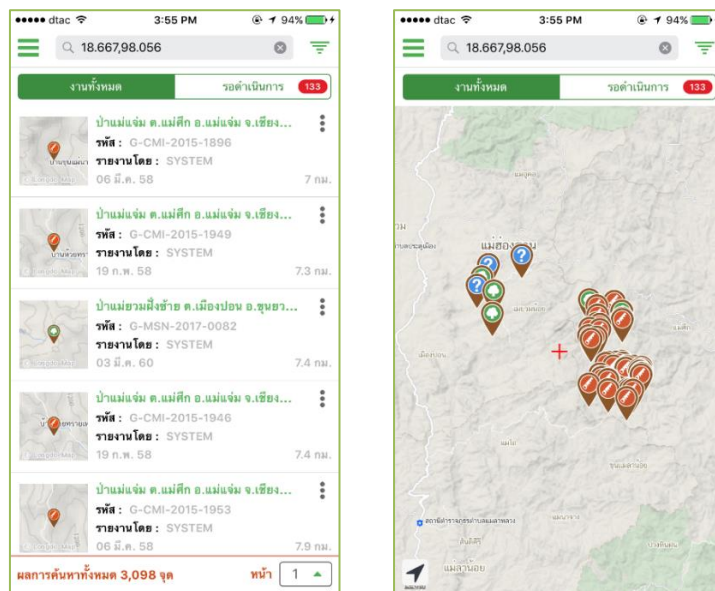 dtac 3:55 PM 94%
18.667,98.056
งานทั้งหมด รอดำเนินการ 133
ป่าแม่แจ่ม ต.แม่ศึก อ.แม่แจ่ม จ.เชียง...
รหัส : G-CMI-2015-1896
รายงานโดย : SYSTEM
06 มี.ค. 58 7 กม.
ป่าแม่แจ่ม ต.แม่ศึก อ.แม่แจ่ม จ.เชียง...
รหัส : G-CMI-2015-1949
รายงานโดย : SYSTEM
19 ก.พ. 58 7.3 กม.
ป่าแม่ยวมฝั่งซ้าย ต.เมืองปอน อ.ขุนยว...
รหัส : G-MSN-2017-0082
รายงานโดย : SYSTEM
03 มี.ค. 60 7.4 กม.
ป่าแม่แจ่ม ต.แม่ศึก อ.แม่แจ่ม จ.เชียง...
รหัส : G-CMI-2015-1946
รายงานโดย : SYSTEM
19 ก.พ. 58 7.4 กม.
ป่าแม่แจ่ม ต.แม่ศึก อ.แม่แจ่ม จ.เชียง...
รหัส : G-CMI-2015-1953
รายงานโดย : SYSTEM
06 มี.ค. 58 7.9 กม.
ผลการค้นหาทั้งหมด 3,098 จุด หน้า 1
dtac 3:55 PM 94%
18.667,98.056
งานทั้งหมด รอดำเนินการ 133
เมืองปอน
แม่ลาน้อย